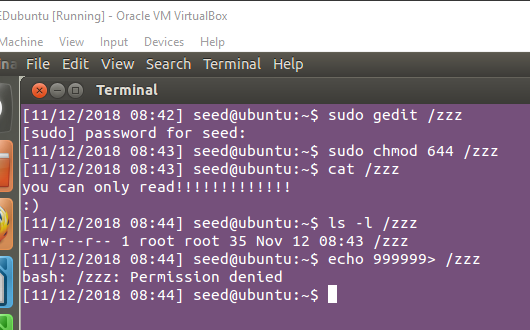 EDubuntu [Running] - Oracle VM VirtualBox
Machine View Input Devices Help
File Edit View Search Terminal Help
Terminal
[11/12/2018 08:42] seed@ubuntu:~$ sudo gedit /zzz
[sudo] password for seed:
[11/12/2018 08:43] seed@ubuntu:~$ sudo chmod 644 /zzz
[11/12/2018 08:43] seed@ubuntu:~$ cat /zzz
you can only read!!!!!!!!!!!!!
:)
[11/12/2018 08:44] seed@ubuntu:~$ ls -l /zzz
-rw-r--r-- 1 root root 35 Nov 12 08:43 /zzz
[11/12/2018 08:44] seed@ubuntu:~$ echo 999999> /zzz
bash: /zzz: Permission denied
[11/12/2018 08:44] seed@ubuntu:~$